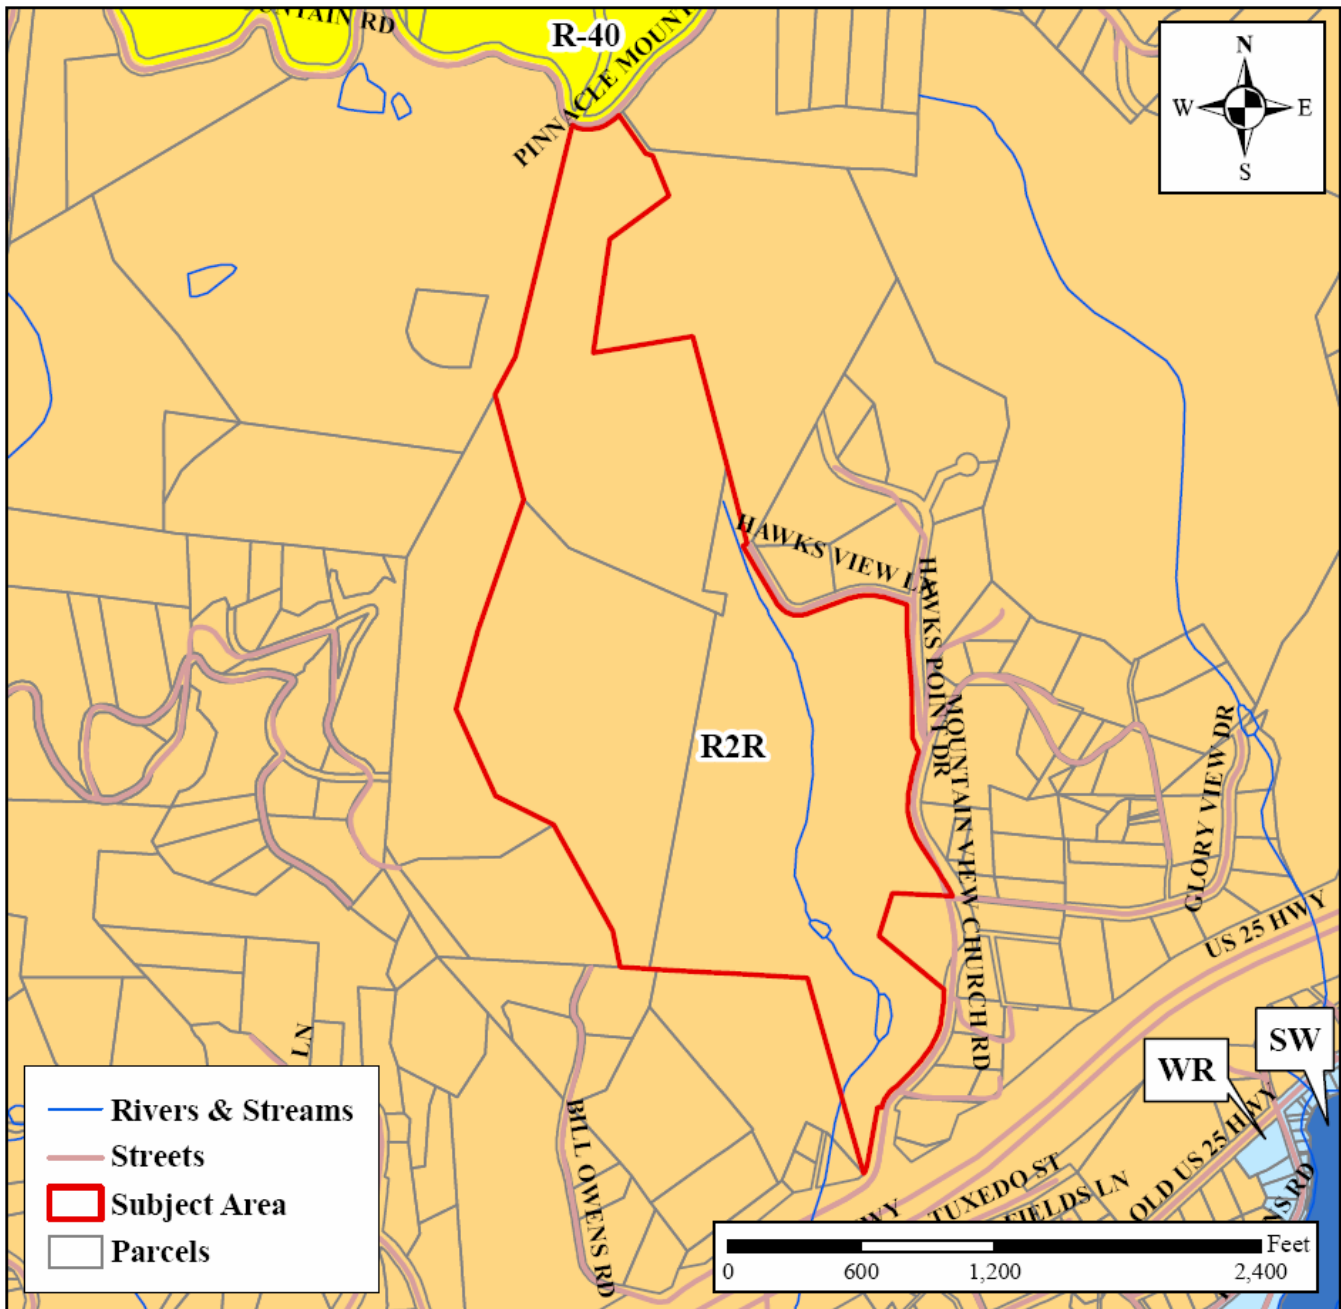 R-40
PINNACLE MOUNT
RD
N
W E
S
HAWKS VIEW LN
HAWKS POINT DR
R2R
MOUNTAIN VIEW CHURCH RD
GLORY VIEW DR
US 25 HWY
SW
WR
LN
BILL OWENS RD
HWY
TUXEDO ST
FIELDS LN
OLD US 25 HWY
S RD
Rivers & Streams
Streets
Subject Area
Parcels
Feet
0 600 1,200 2,400